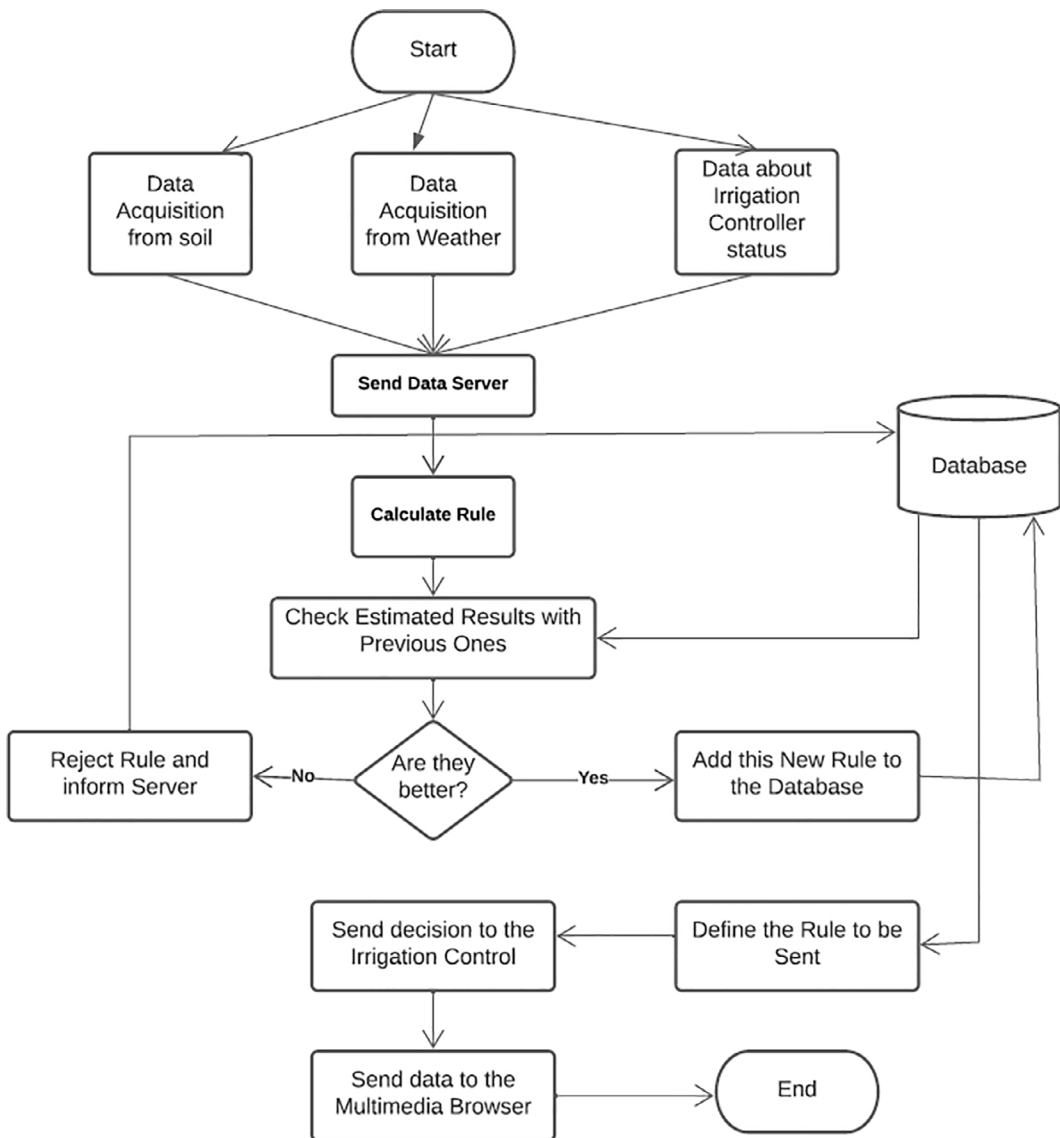 Start
Data
Acquisition
from soil
Data
Acquisition
from Weather
Data about
Irrigation
Controller
status
Send Data Server
Database
Calculate Rule
Check Estimated Results with
Previous Ones
Reject Rule and
inform Server
No
Are they
better?
Yes
Add this New Rule to
the Database
Send decision to the
Irrigation Control
Define the Rule to be
Sent
Send data to the
Multimedia Browser
End